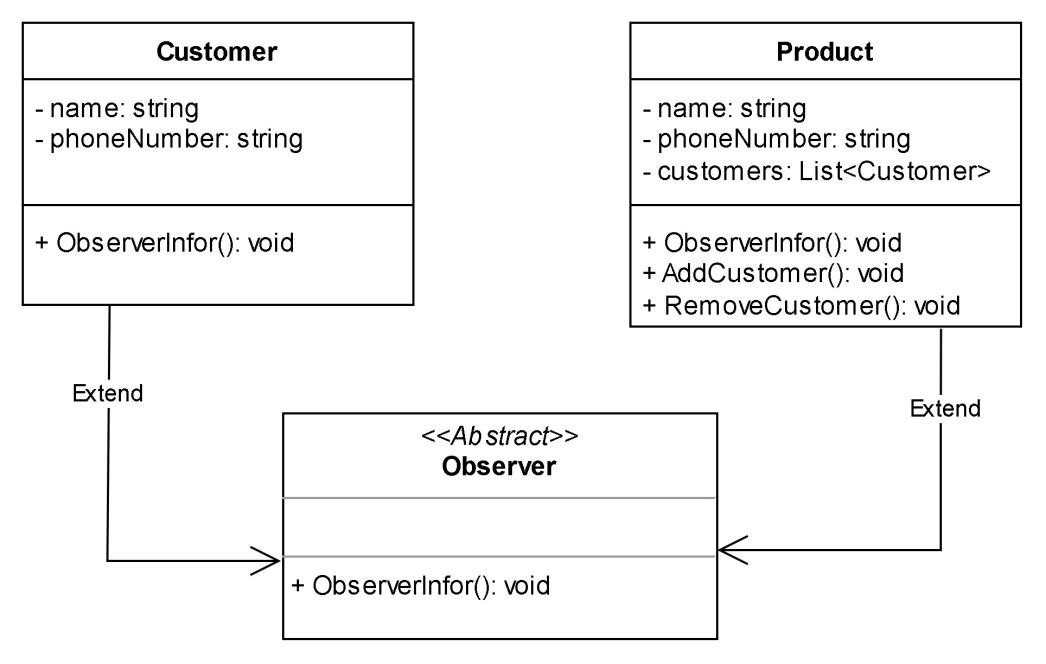 Customer
- name: string
- phoneNumber: string
+ ObserverInfor(): void
Product
- name: string
- phoneNumber: string
- customers: List<Customer>
+ ObserverInfor(): void
+ AddCustomer(): void
+ RemoveCustomer(): void
Extend
Extend
<<Abstract>>
Observer
+ ObserverInfor(): void